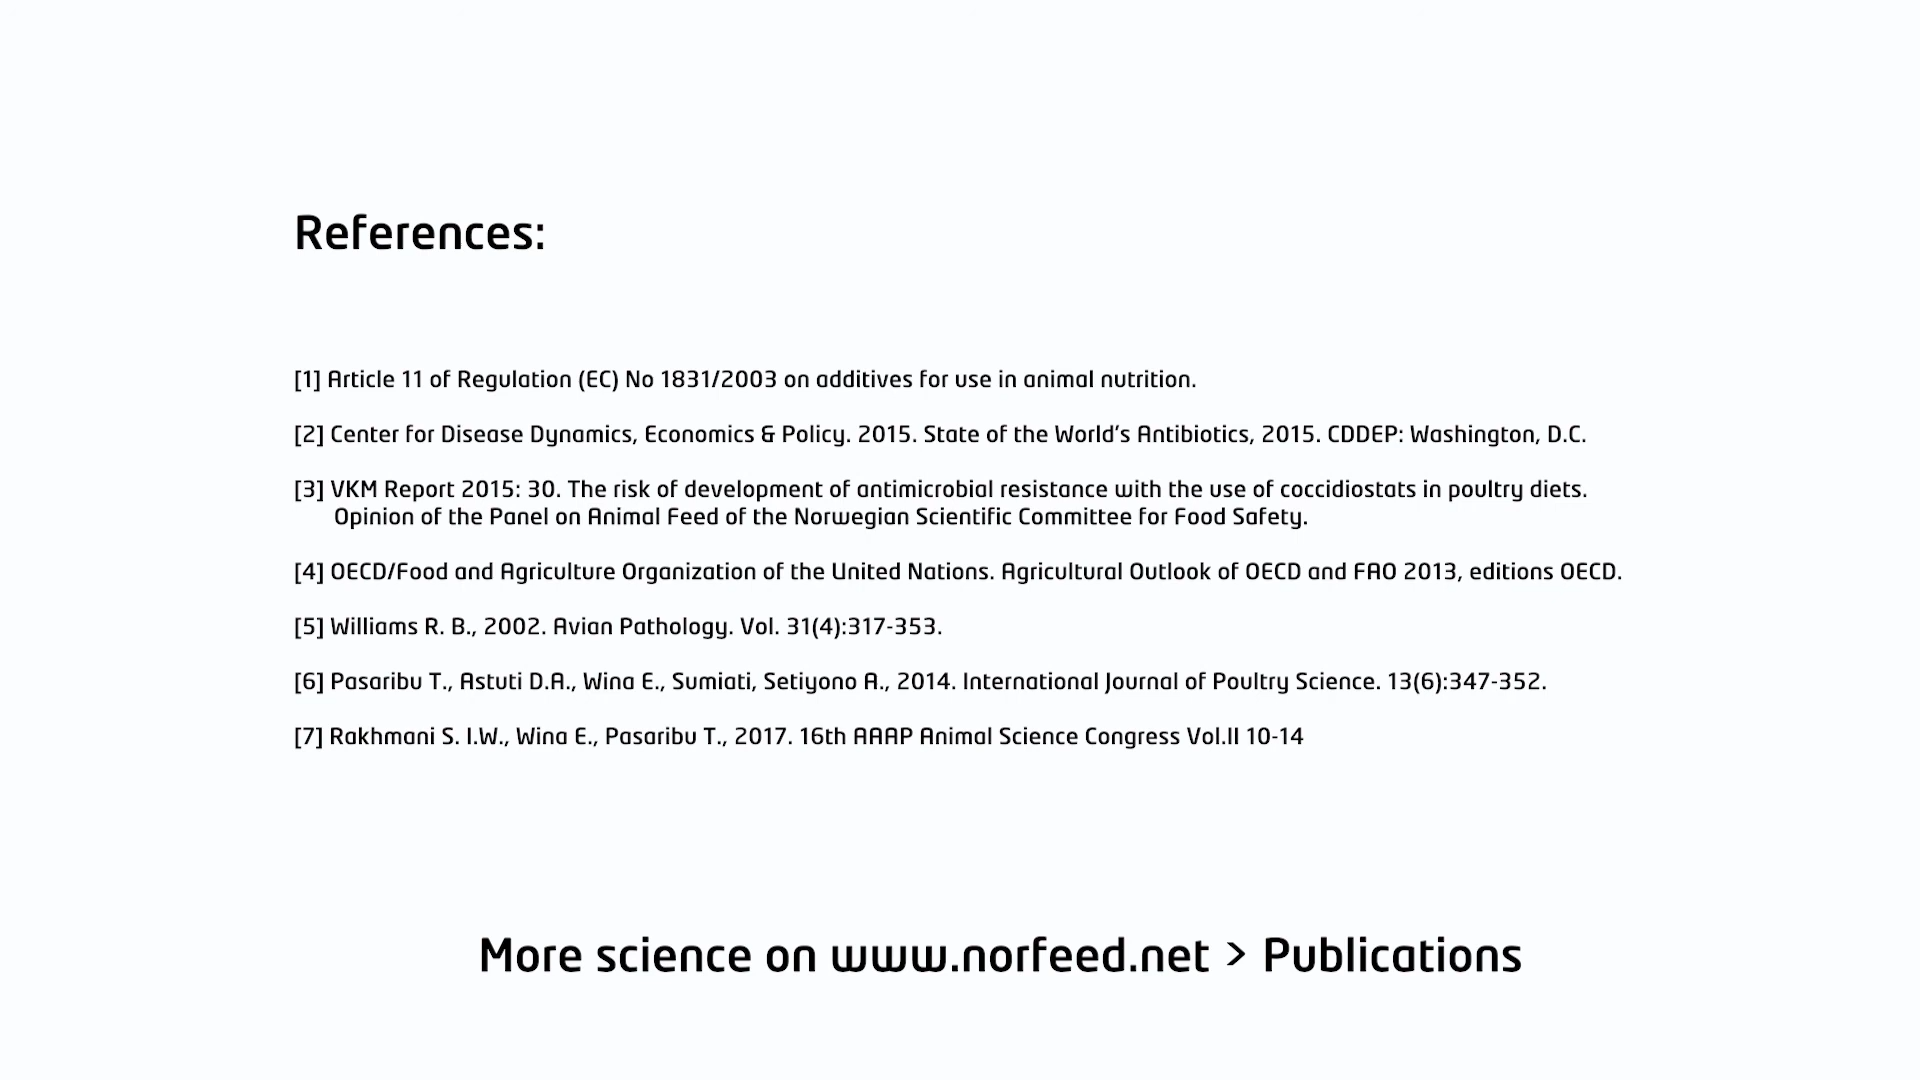 References:
[1] Article 11 of Regulation (EC) No 1831/2003 on additives for use in animal nutrition.
[2] Center for Disease Dynamics, Economics & Policy. 2015. State of the World's Antibiotics, 2015. CDDEP: Washington, D.C.
[3] VKM Report 2015: 30. The risk of development of antimicrobial resistance with the use of coccidiostats in poultry diets.
Opinion of the Panel on Animal Feed of the Norwegian Scientific Committee for Food Safety.
[4] OECD/Food and Agriculture Organization of the United Nations. Agricultural Outlook of OECD and FAO 2013, editions OECD.
[5] Williams R. B., 2002. Avian Pathology. Vol. 31(4):317-353.
[6] Pasaribu T., Astuti D.A., Wina E., Sumiati, Setiyono A., 2014. International Journal of Poultry Science. 13(6):347-352.
[7] Rakhmani S. I.W., Wina E., Pasaribu T., 2017. 16th AAAP Animal Science Congress Vol.II 10-14
More science on www.norfeed.net > Publications